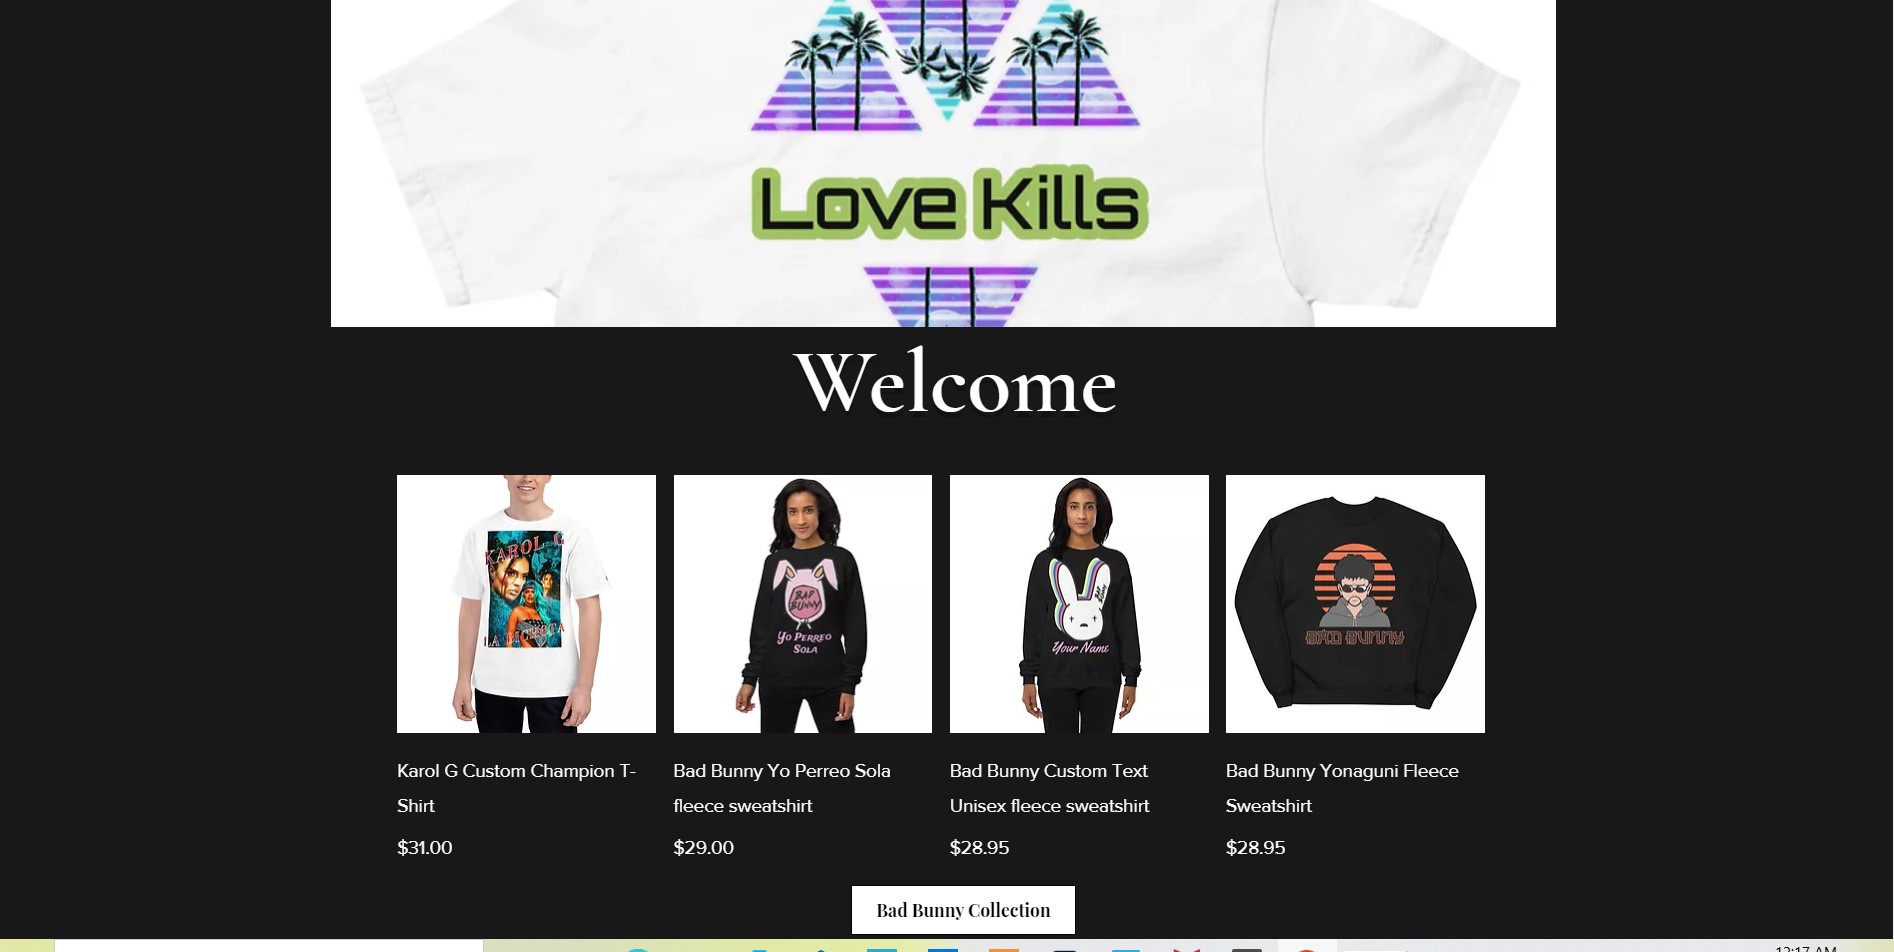 Love Kills
Welcome
KAROL G
LA BICHOTA
BAD
BUNNY
Yo Perreo
Sola
BAD
BUNNY
Your Name
BAD BUNNY
Karol G Custom Champion T-
Shirt
$31.00
Bad Bunny Yo Perreo Sola
fleece sweatshirt
$29.00
Bad Bunny Custom Text
Unisex fleece sweatshirt
$28.95
Bad Bunny Yonaguni Fleece
Sweatshirt
$28.95
Bad Bunny Collection
12:17 AM